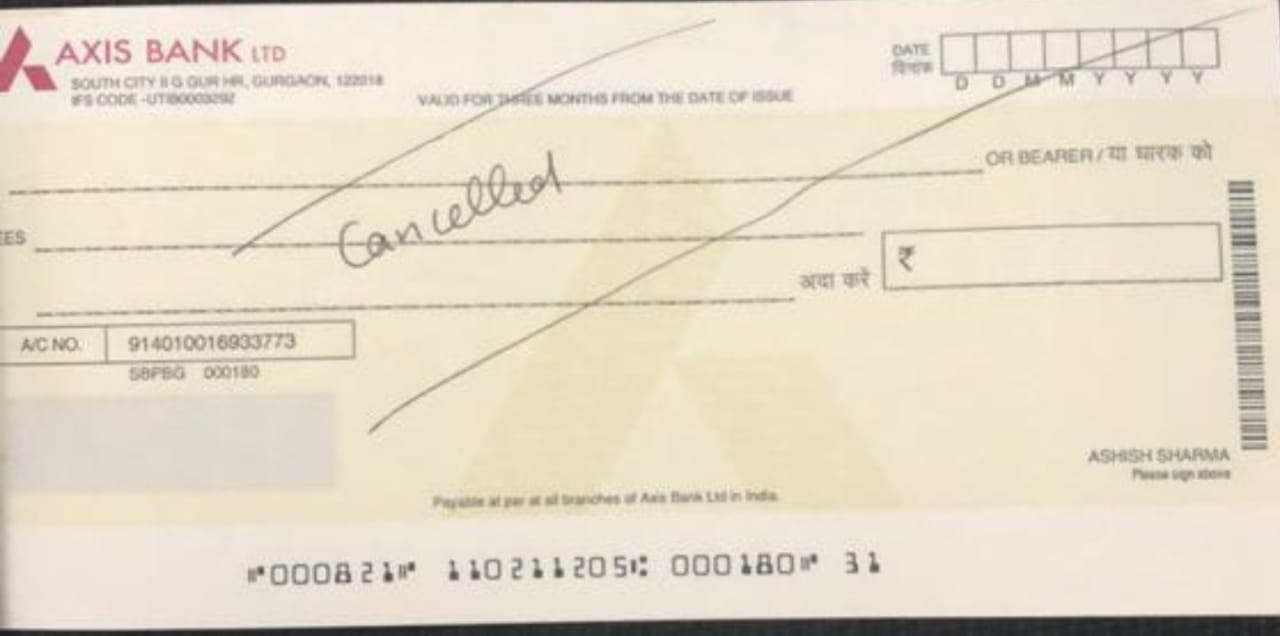 AXIS BANK LTD
SOUTH CITY II G GUR HR, GURGAON, 122018
IFS CODE -UTIB0003292
VALID FOR THREE MONTHS FROM THE DATE OF ISSUE
DATE
दिनांक
D D M M Y Y Y Y
OR BEARER / या धारक को
Cancelled
EES
अदा करें
₹
A/C NO. 914010016933773
SBPBG 000180
ASHISH SHARMA
Please sign above
Payable at par at all branches of Axis Bank Ltd in India.
⑈000821⑈ 110211205⑆ 000180⑈ 31